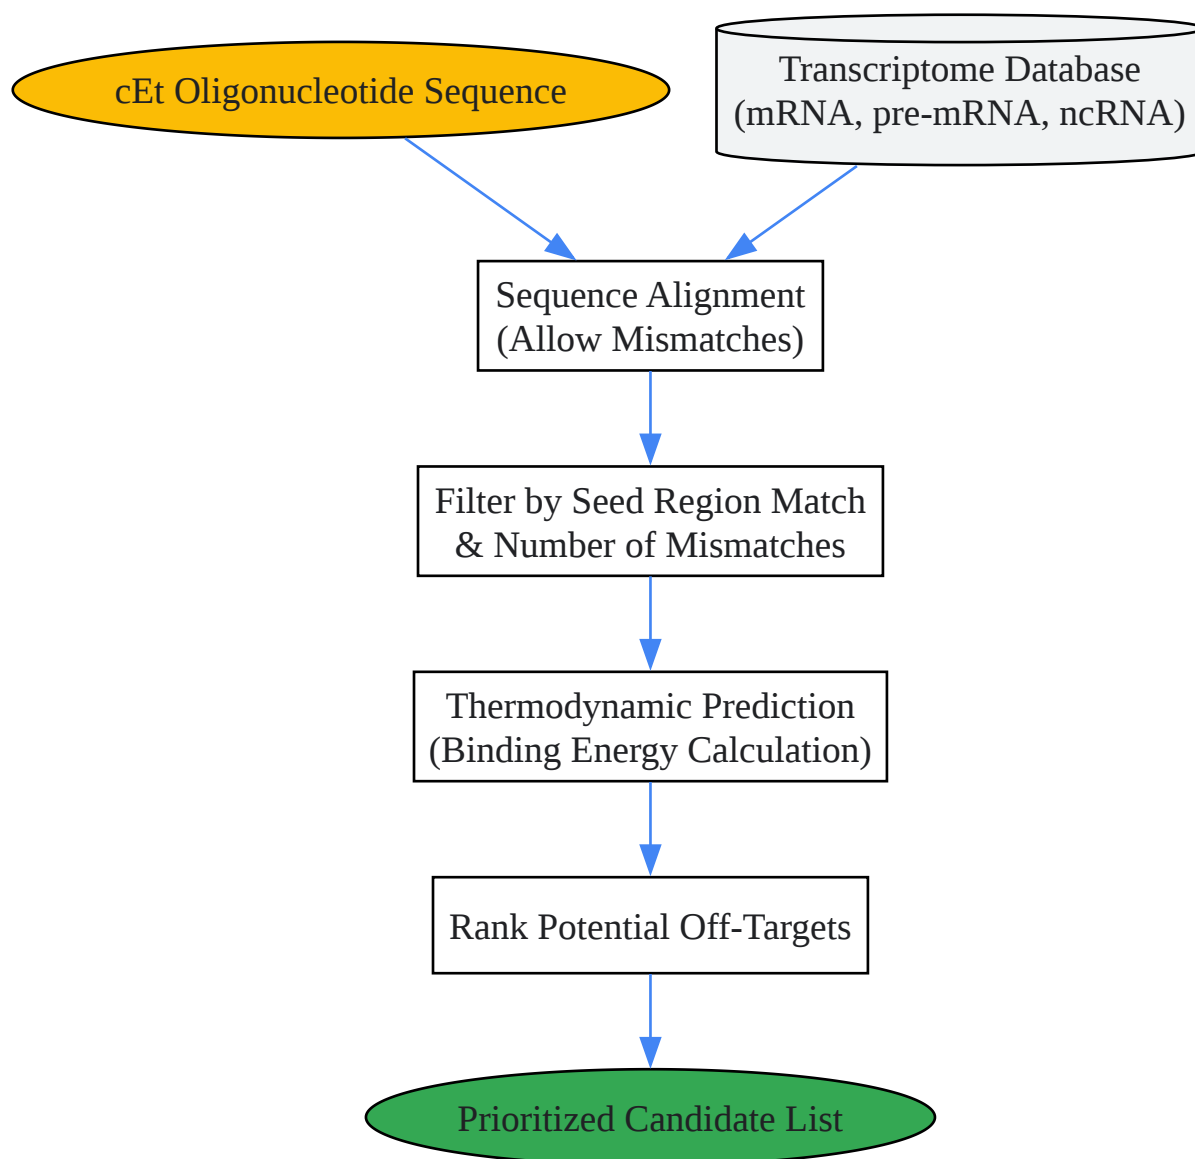 cEt Oligonucleotide Sequence
Transcriptome Database
(mRNA, pre-mRNA, ncRNA)
Sequence Alignment
(Allow Mismatches)
Filter by Seed Region Match
& Number of Mismatches
Thermodynamic Prediction
(Binding Energy Calculation)
Rank Potential Off-Targets
Prioritized Candidate List